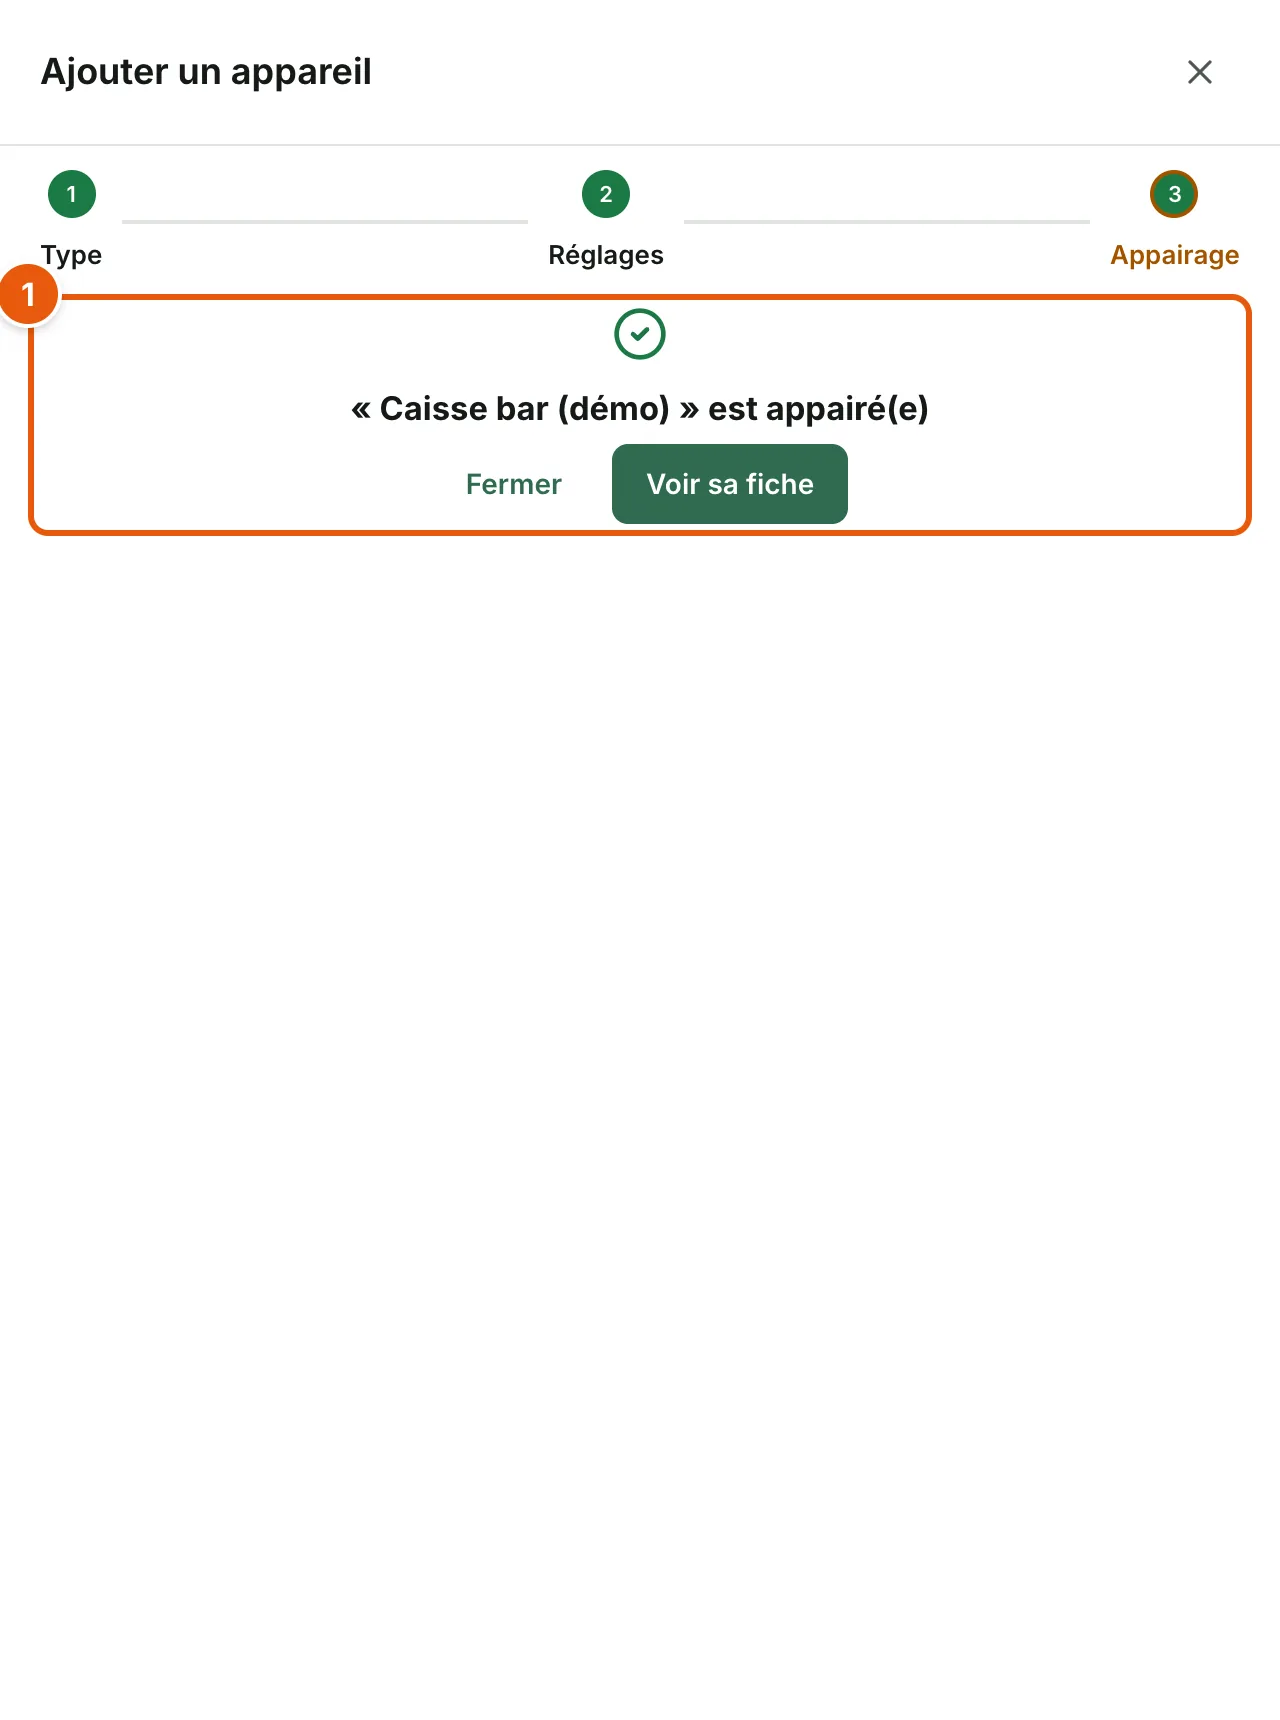 Ajouter un appareil
1
2
3
Type
Réglages
Appairage
1
« Caisse bar (démo) » est appairé(e)
Fermer
Voir sa fiche